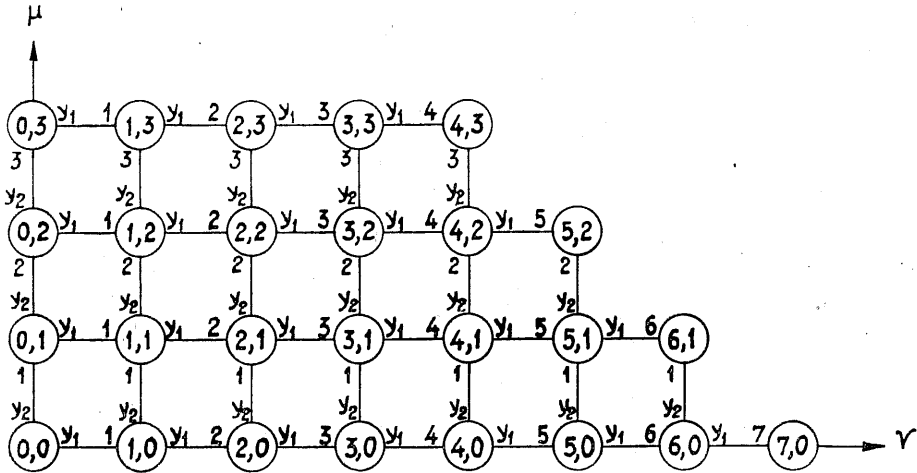 μ
y₁ 1 y₁ 2 y₁ 3 y₁ 4
0,3 1,3 2,3 3,3 4,3
3 3 3 3 3
y₂ y₂ y₂ y₂ y₂
y₁ 1 y₁ 2 y₁ 3 y₁ 4 y₁ 5
0,2 1,2 2,2 3,2 4,2 5,2
2 2 2 2 2 2
y₂ y₂ y₂ y₂ y₂ y₂
y₁ 1 y₁ 2 y₁ 3 y₁ 4 y₁ 5 y₁ 6
0,1 1,1 2,1 3,1 4,1 5,1 6,1
1 1 1 1 1 1 1
y₂ y₂ y₂ y₂ y₂ y₂ y₂
y₁ 1 y₁ 2 y₁ 3 y₁ 4 y₁ 5 y₁ 6 y₁ 7
0,0 1,0 2,0 3,0 4,0 5,0 6,0 7,0 ν